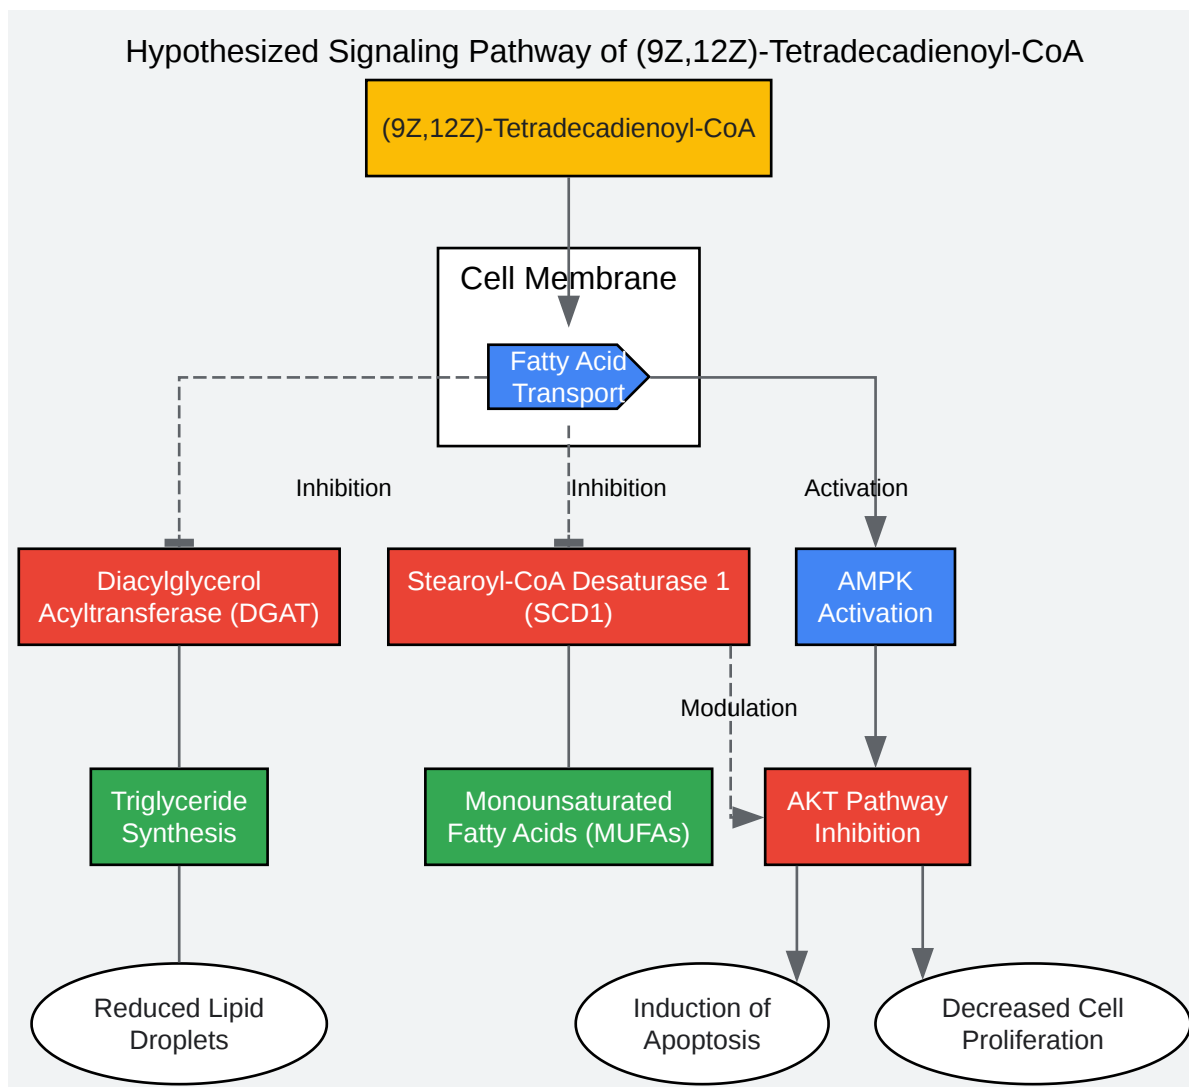 Hypothesized Signaling Pathway of (9Z,12Z)-Tetradecadienoyl-CoA
(9Z,12Z)-Tetradecadienoyl-CoA
Cell Membrane
Fatty Acid
Transport
Inhibition
Inhibition
Activation
Diacylglycerol
Acyltransferase (DGAT)
Stearoyl-CoA Desaturase 1
(SCD1)
AMPK
Activation
Modulation
Triglyceride
Synthesis
Monounsaturated
Fatty Acids (MUFAs)
AKT Pathway
Inhibition
Reduced Lipid
Droplets
Induction of
Apoptosis
Decreased Cell
Proliferation